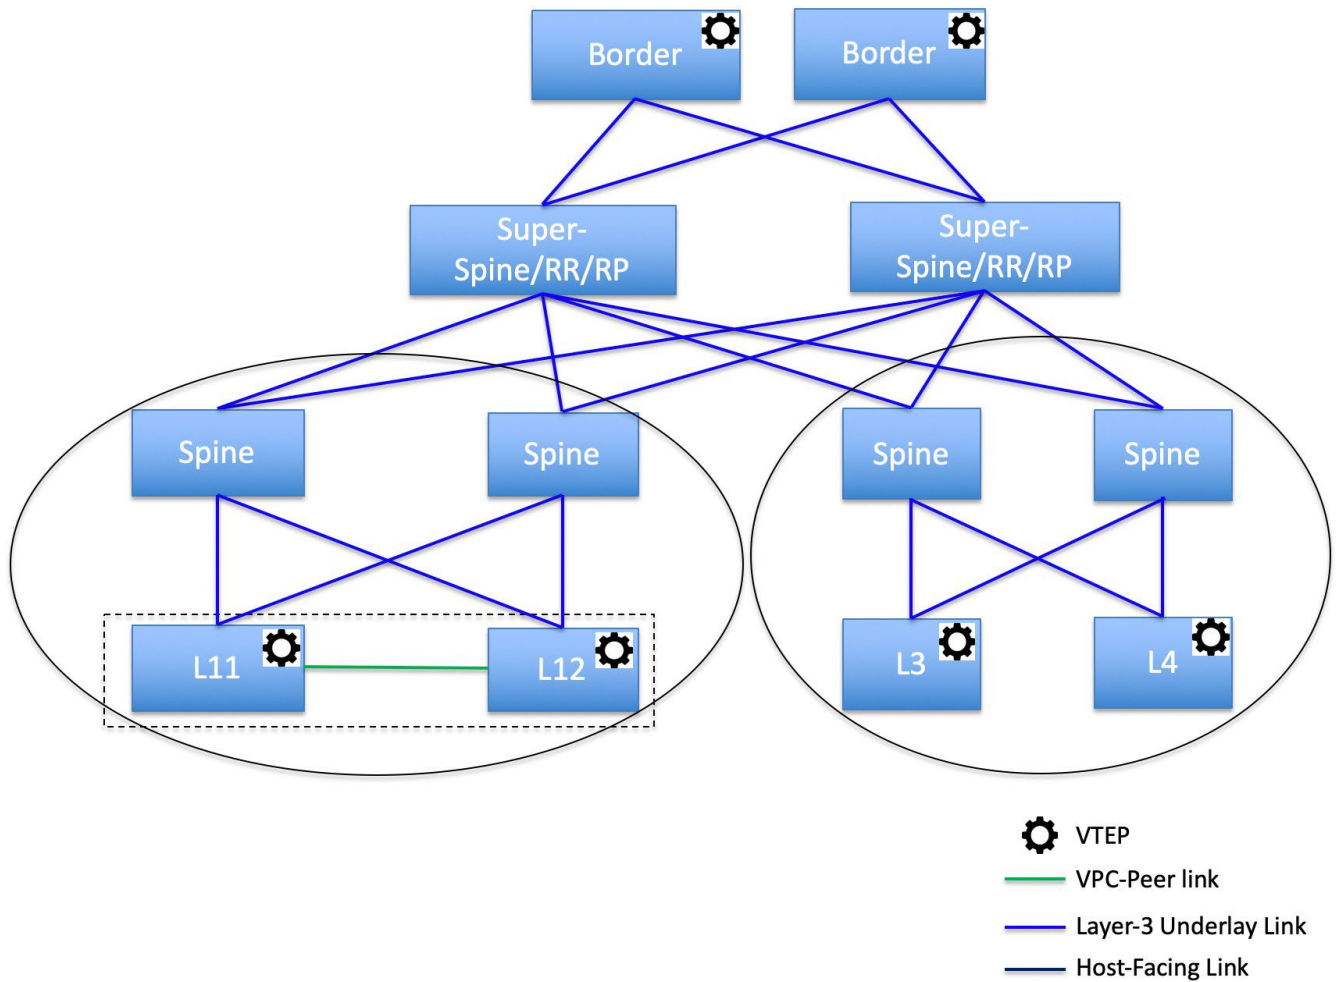 Border
Border
Super-
Spine/RR/RP
Super-
Spine/RR/RP
Spine
Spine
Spine
Spine
L11
L12
L3
L4
VTEP
VPC-Peer link
Layer-3 Underlay Link
Host-Facing Link